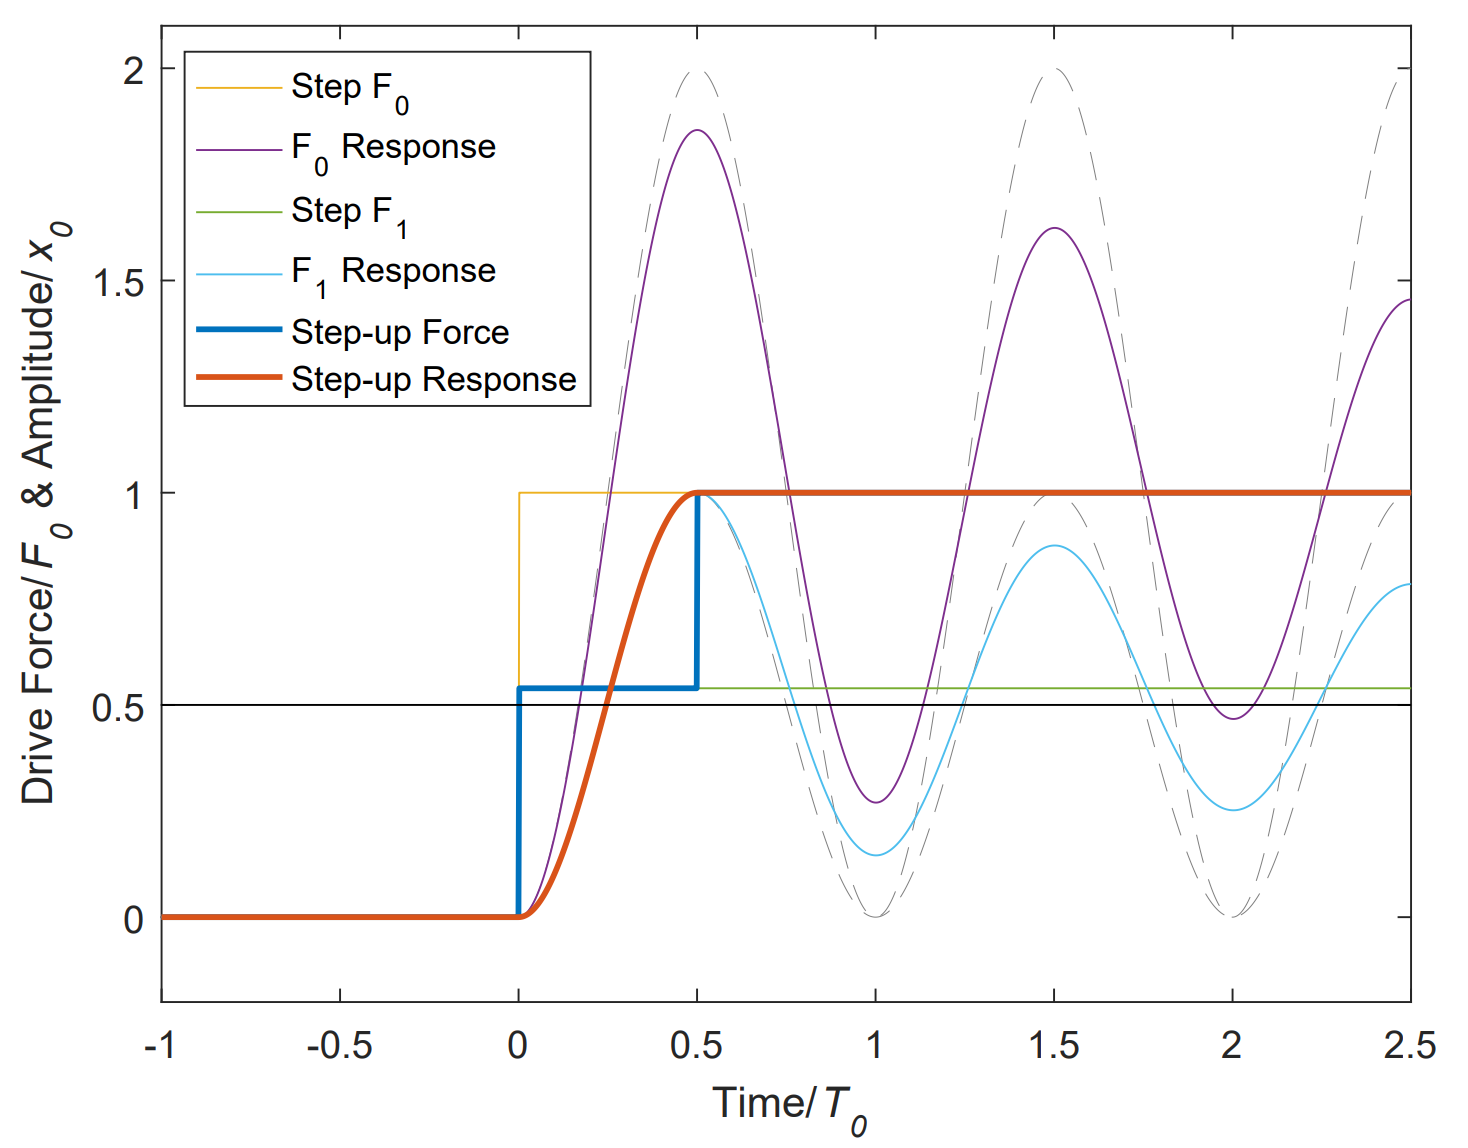 Step F0
F0 Response
Step F1
F1 Response
Step-up Force
Step-up Response
Drive Force/F0 & Amplitude/x0
2
1.5
1
0.5
0
-1 -0.5 0 0.5 1 1.5 2 2.5
Time/T0